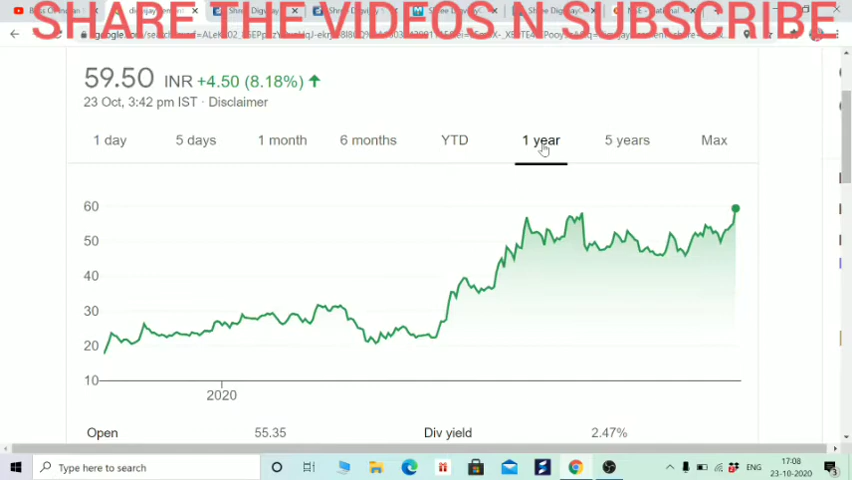 SHARE THE VIDEOS N SUBSCRIBE
59.50 INR +4.50 (8.18%)
23 Oct, 3:42 pm IST · Disclaimer
1 day 5 days 1 month 6 months YTD 1 year 5 years Max
60
50
40
30
20
10
2020
Open 55.35 Div yield 2.47%
Type here to search
ENG
17:08
23-10-2020